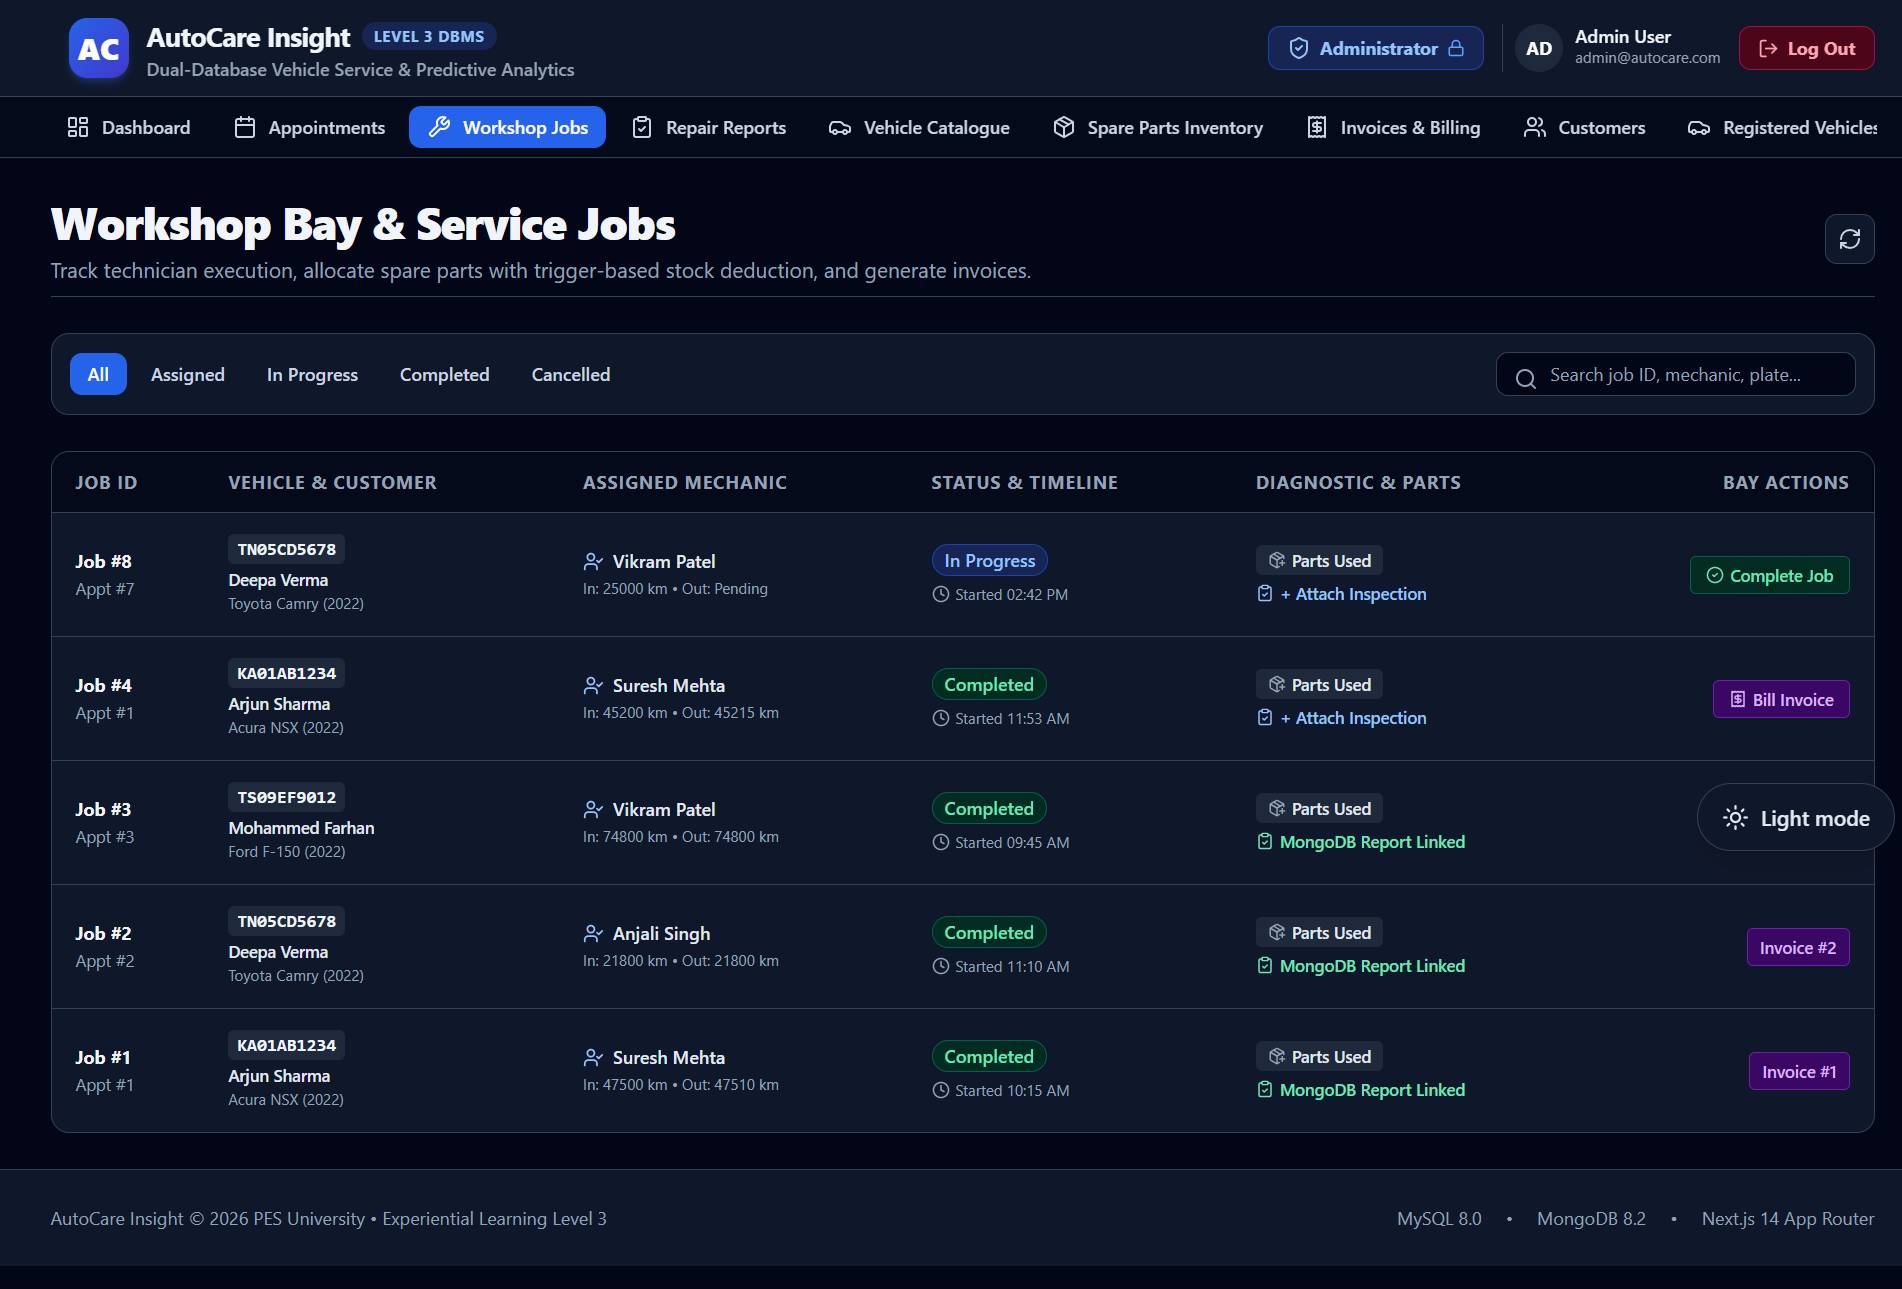 AC
AutoCare Insight LEVEL 3 DBMS
Dual-Database Vehicle Service & Predictive Analytics
Administrator
AD
Admin User
admin@autocare.com
Log Out
Dashboard Appointments Workshop Jobs Repair Reports Vehicle Catalogue Spare Parts Inventory Invoices & Billing Customers Registered Vehicles
Workshop Bay & Service Jobs
Track technician execution, allocate spare parts with trigger-based stock deduction, and generate invoices.
All Assigned In Progress Completed Cancelled Search job ID, mechanic, plate...
JOB ID VEHICLE & CUSTOMER ASSIGNED MECHANIC STATUS & TIMELINE DIAGNOSTIC & PARTS BAY ACTIONS
Job #8
Appt #7
TN05CD5678
Deepa Verma
Toyota Camry (2022)
Vikram Patel
In: 25000 km • Out: Pending
In Progress
Started 02:42 PM
Parts Used
+ Attach Inspection
Complete Job
Job #4
Appt #1
KA01AB1234
Arjun Sharma
Acura NSX (2022)
Suresh Mehta
In: 45200 km • Out: 45215 km
Completed
Started 11:53 AM
Parts Used
+ Attach Inspection
Bill Invoice
Job #3
Appt #3
TS09EF9012
Mohammed Farhan
Ford F-150 (2022)
Vikram Patel
In: 74800 km • Out: 74800 km
Completed
Started 09:45 AM
Parts Used
MongoDB Report Linked
Light mode
Job #2
Appt #2
TN05CD5678
Deepa Verma
Toyota Camry (2022)
Anjali Singh
In: 21800 km • Out: 21800 km
Completed
Started 11:10 AM
Parts Used
MongoDB Report Linked
Invoice #2
Job #1
Appt #1
KA01AB1234
Arjun Sharma
Acura NSX (2022)
Suresh Mehta
In: 47500 km • Out: 47510 km
Completed
Started 10:15 AM
Parts Used
MongoDB Report Linked
Invoice #1
AutoCare Insight © 2026 PES University • Experiential Learning Level 3
MySQL 8.0 • MongoDB 8.2 • Next.js 14 App Router